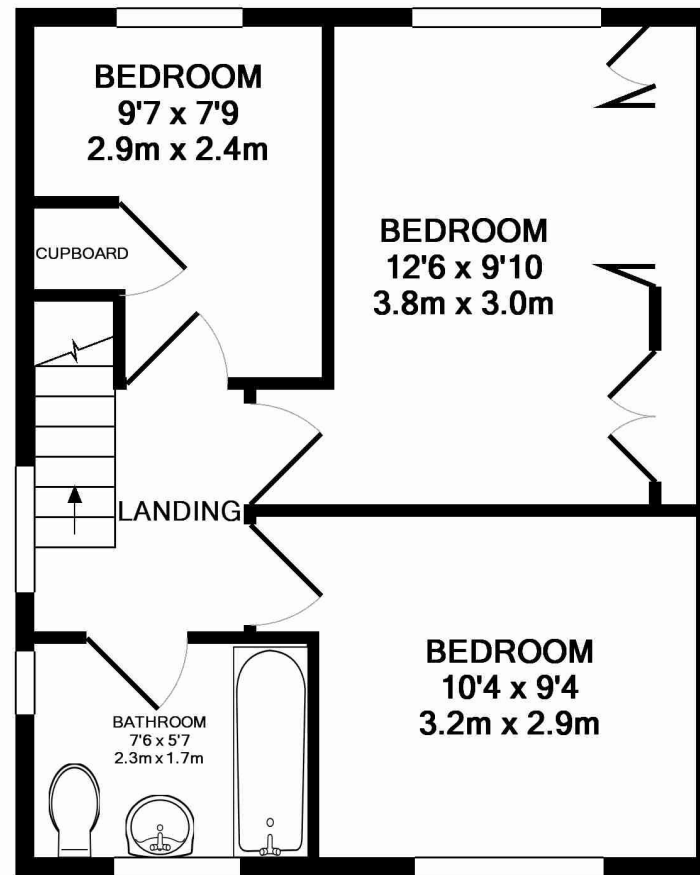 BEDROOM
9'7 x 7'9
2.9m x 2.4m
BEDROOM
12'6 x 9'10
3.8m x 3.0m
CUPBOARD
LANDING
BEDROOM
10'4 x 9'4
3.2m x 2.9m
BATHROOM
7'6 x 5'7
2.3m x 1.7m